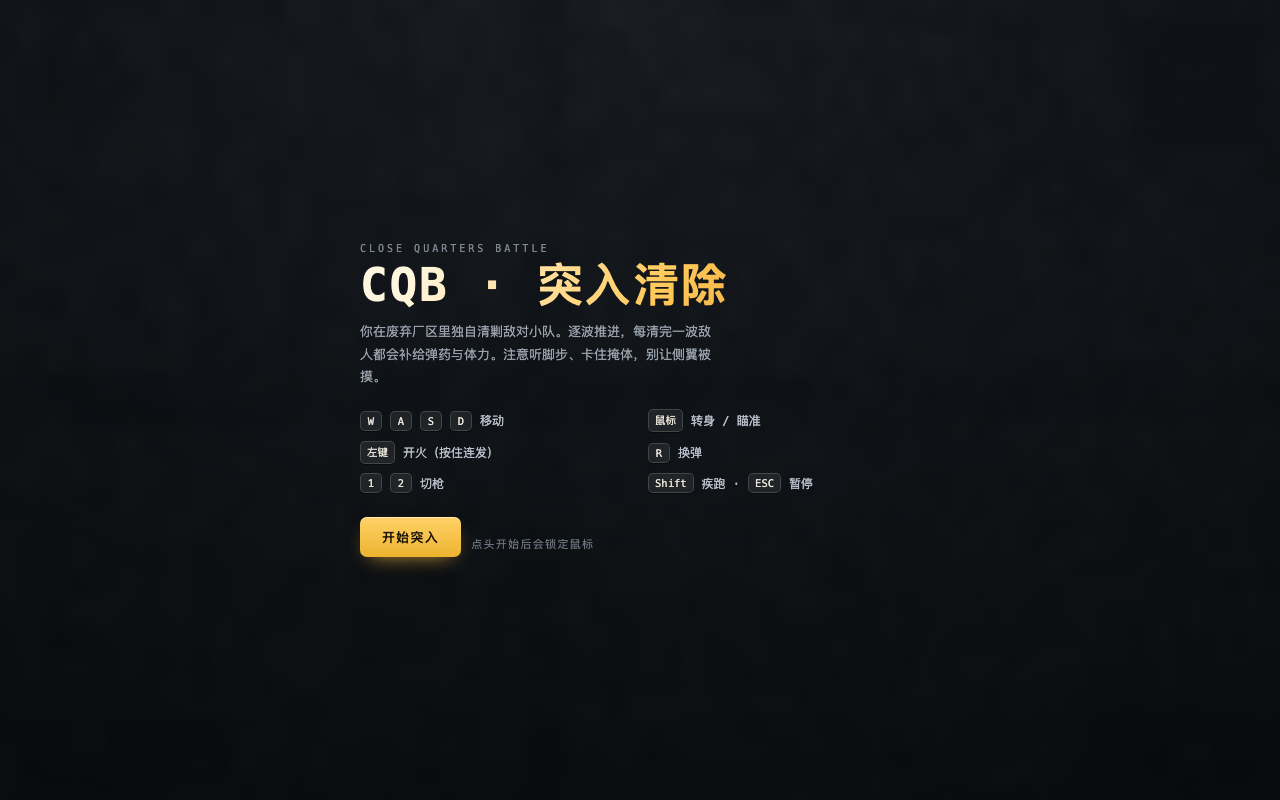 CLOSE QUARTERS BATTLE
CQB · 突入清除
你在废弃厂区里独自清剿敌对小队。逐波推进，每清完一波敌
人都会补给弹药与体力。注意听脚步、卡住掩体，别让侧翼被
摸。
W A S D 移动
鼠标 转身 / 瞄准
左键 开火（按住连发）
R 换弹
1 2 切枪
Shift 疾跑 · ESC 暂停
开始突入
点头开始后会锁定鼠标